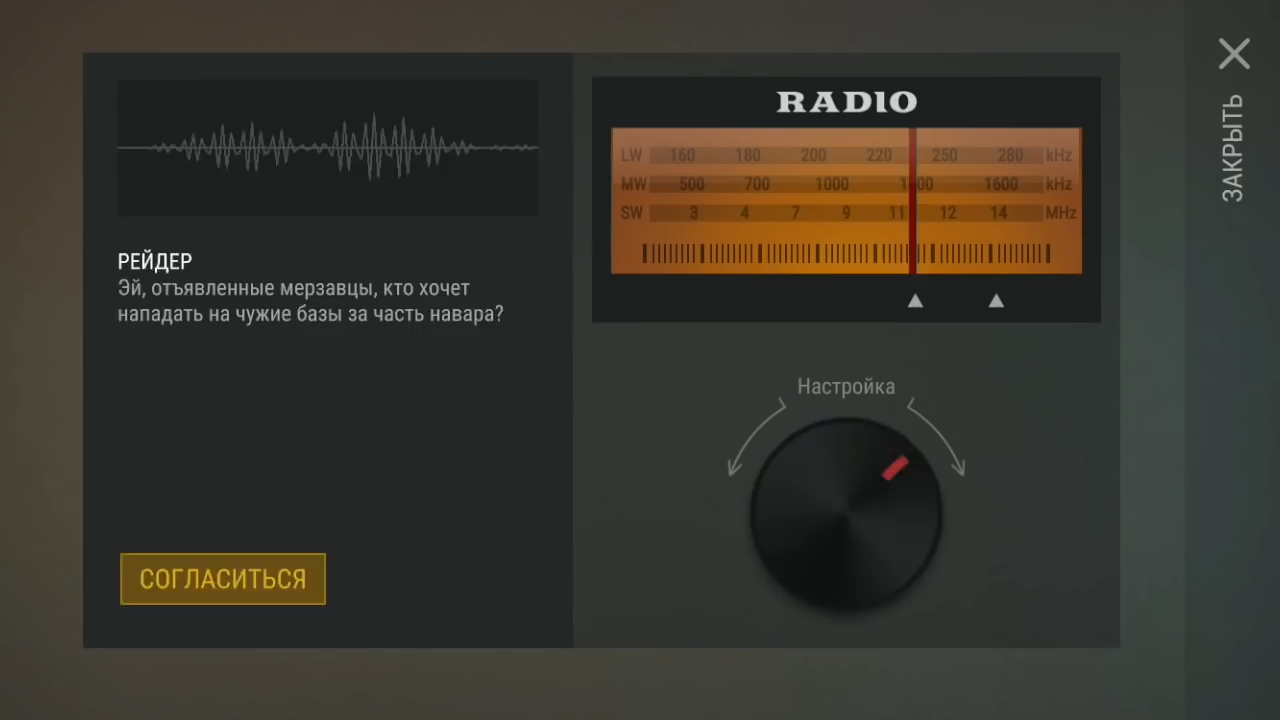 РЕЙДЕР
Эй, отъявленные мерзавцы, кто хочет
нападать на чужие базы за часть навара?
СОГЛАСИТЬСЯ
RADIO
LW 160 180 200 220 250 280 kHz
MW 500 700 1000 1600 kHz
SW 3 4 7 9 11 12 14 MHz
Настройка
ЗАКРЫТЬ